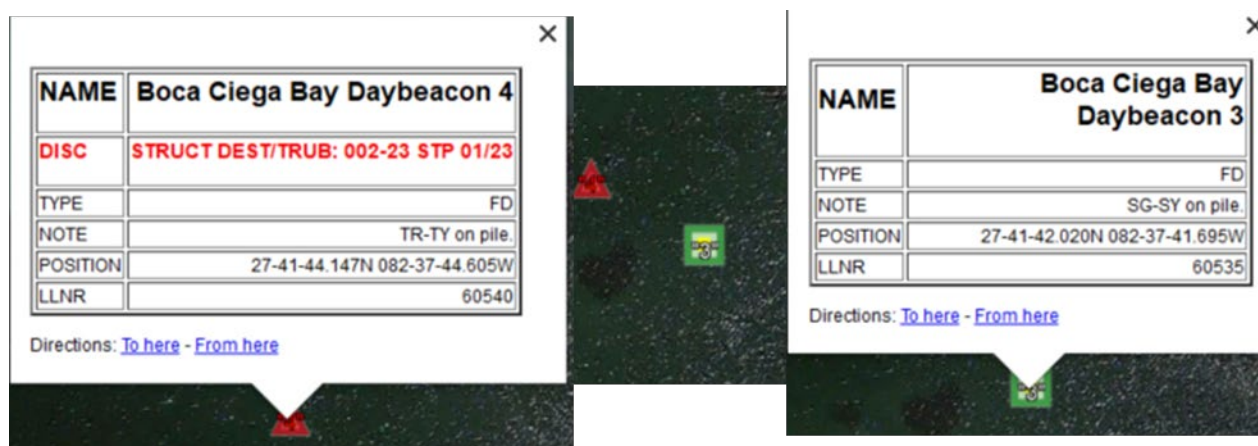 ×
NAME Boca Ciega Bay Daybeacon 4
DISC STRUCT DEST/TRUB: 002-23 STP 01/23
TYPE FD
NOTE TR-TY on pile.
POSITION 27-41-44.147N 082-37-44.605W
LLNR 60540
Directions: To here - From here
3
×
NAME Boca Ciega Bay
Daybeacon 3
TYPE FD
NOTE SG-SY on pile.
POSITION 27-41-42.020N 082-37-41.695W
LLNR 60535
Directions: To here - From here